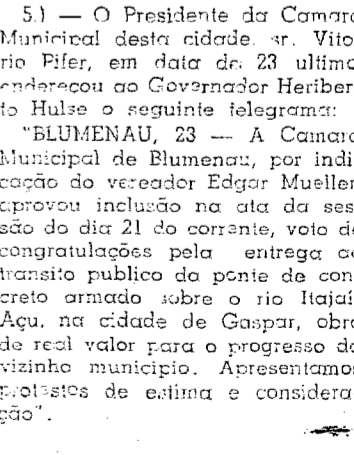 5.) — O Presidente da Camara
Municipal desta cidade, sr. Vito-
rio Pifer, em data de 23 ultimo
endereçou ao Governador Heriber-
to Hulse o seguinte telegrama:
"BLUMENAU, 23 — A Camara
Municipal de Blumenau, por indi-
cação do vereador Edgar Mueller
aprovou inclusão na ata da ses-
são do dia 21 do corrente, voto de
congratulações pela entrega ao
transito publico da ponte de con-
creto armado sobre o rio Itajaí-
Açu, na cidade de Gaspar, obra
de real valor para o progresso do
vizinho municipio. Apresentamos
protestos de estima e considera-
ção".